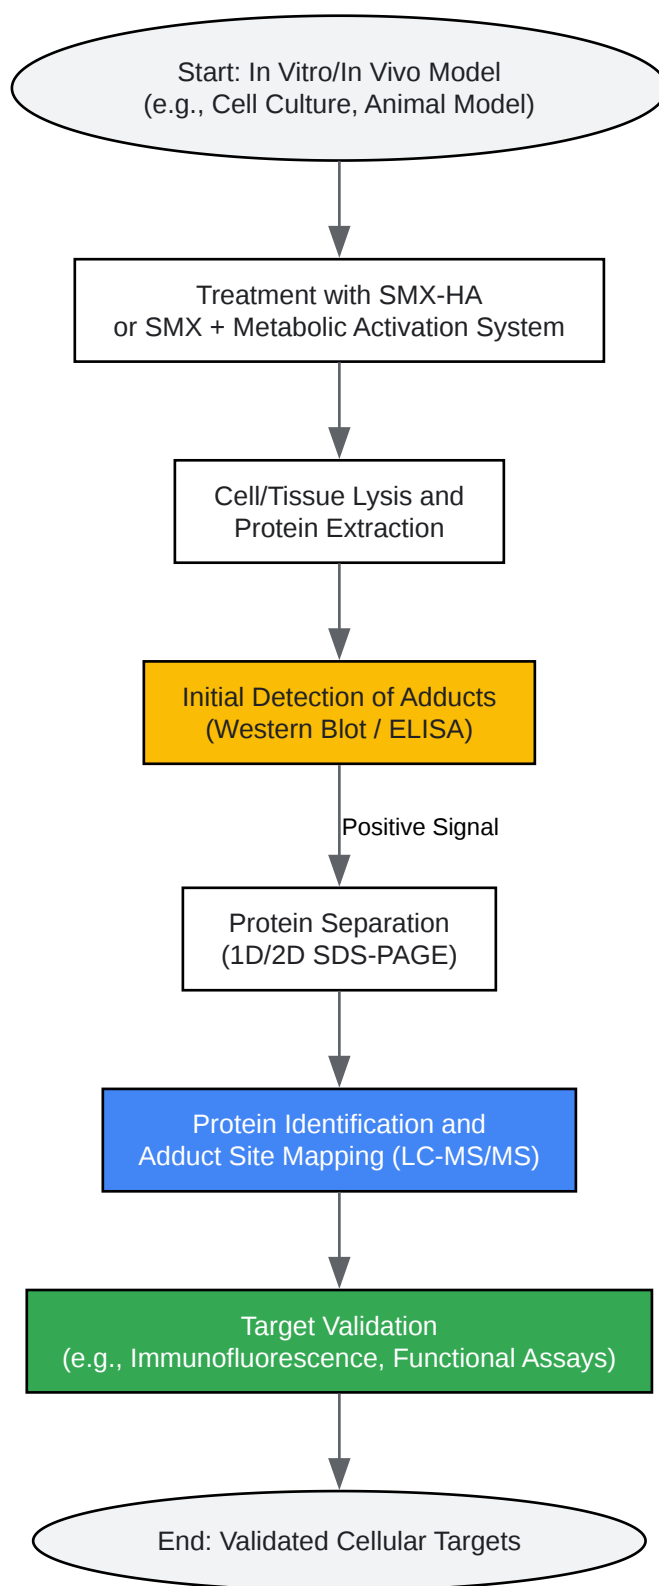 Start: In Vitro/In Vivo Model
(e.g., Cell Culture, Animal Model)
Treatment with SMX-HA
or SMX + Metabolic Activation System
Cell/Tissue Lysis and
Protein Extraction
Initial Detection of Adducts
(Western Blot / ELISA)
Positive Signal
Protein Separation
(1D/2D SDS-PAGE)
Protein Identification and
Adduct Site Mapping (LC-MS/MS)
Target Validation
(e.g., Immunofluorescence, Functional Assays)
End: Validated Cellular Targets